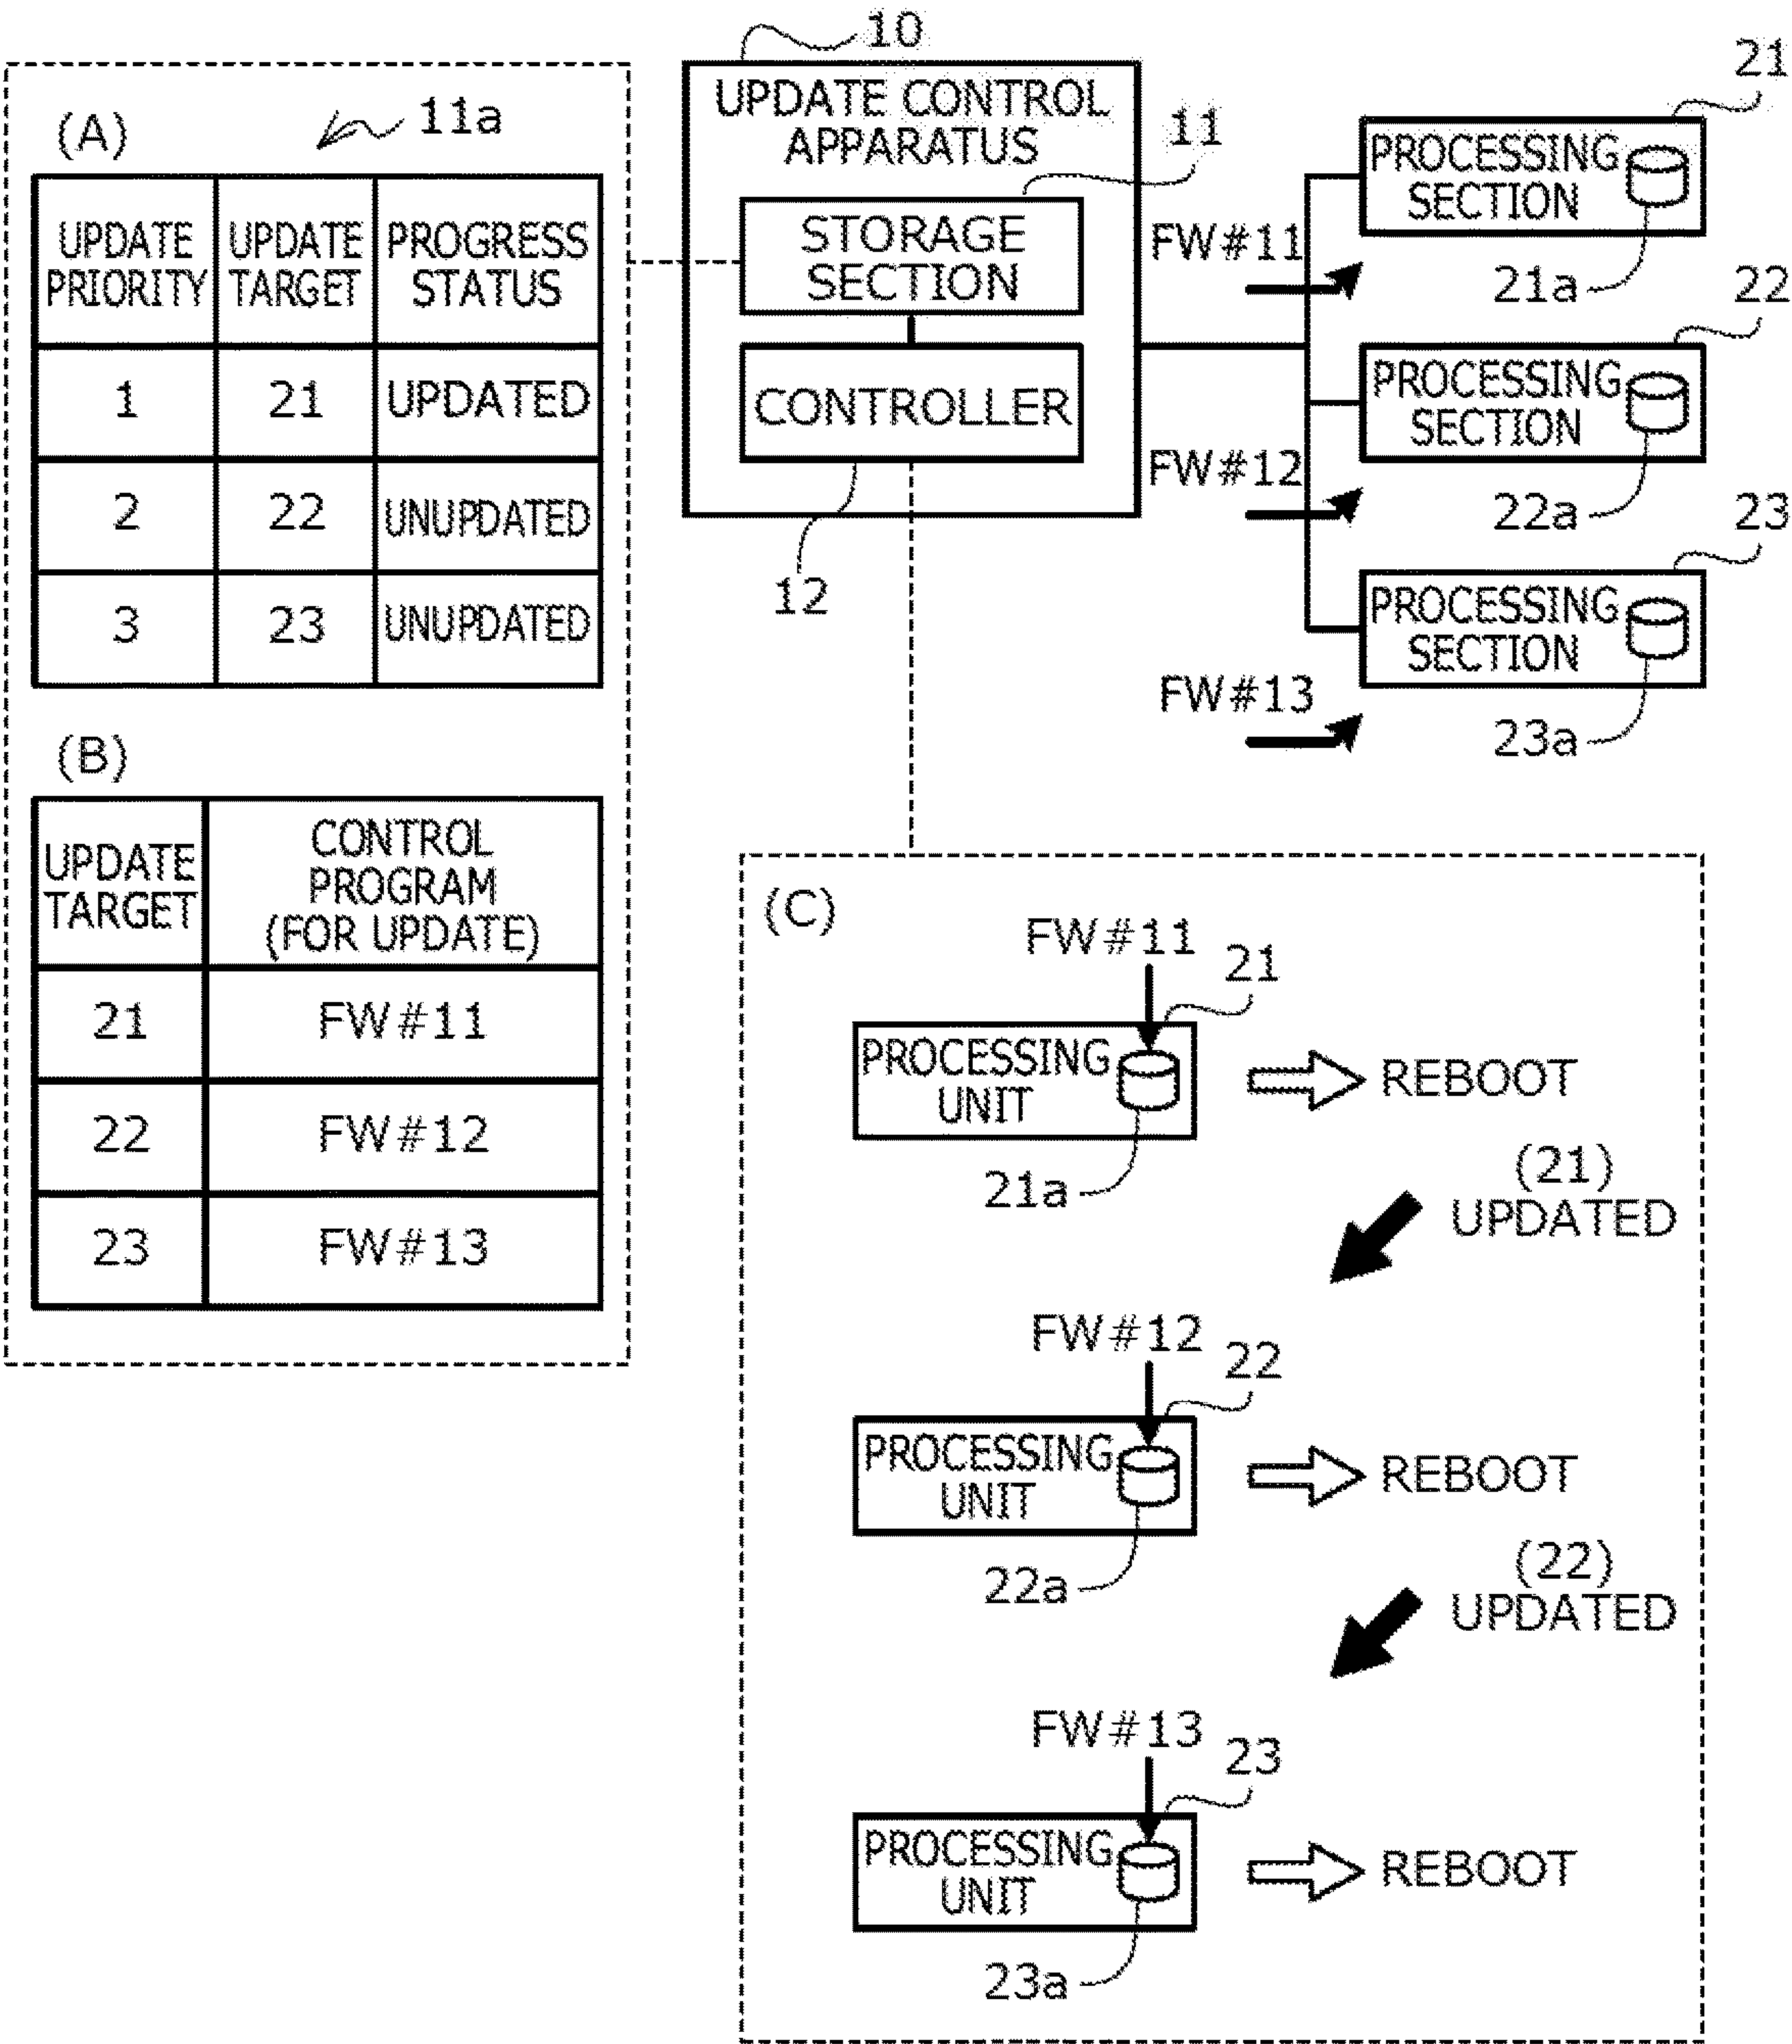 10
UPDATE CONTROL
APPARATUS
11
STORAGE
SECTION
CONTROLLER
12
(A)
11a
UPDATE
PRIORITY
UPDATE
TARGET
PROGRESS
STATUS
1
21
UPDATED
2
22
UNUPDATED
3
23
UNUPDATED
(B)
UPDATE
TARGET
CONTROL
PROGRAM
(FOR UPDATE)
21
FW#11
22
FW#12
23
FW#13
21
PROCESSING
SECTION
FW#11
21a
22
PROCESSING
SECTION
FW#12
22a
23
PROCESSING
SECTION
FW#13
23a
(C)
FW#11
21
PROCESSING
UNIT
REBOOT
21a
(21)
UPDATED
FW#12
22
PROCESSING
UNIT
REBOOT
22a
(22)
UPDATED
FW#13
23
PROCESSING
UNIT
REBOOT
23a